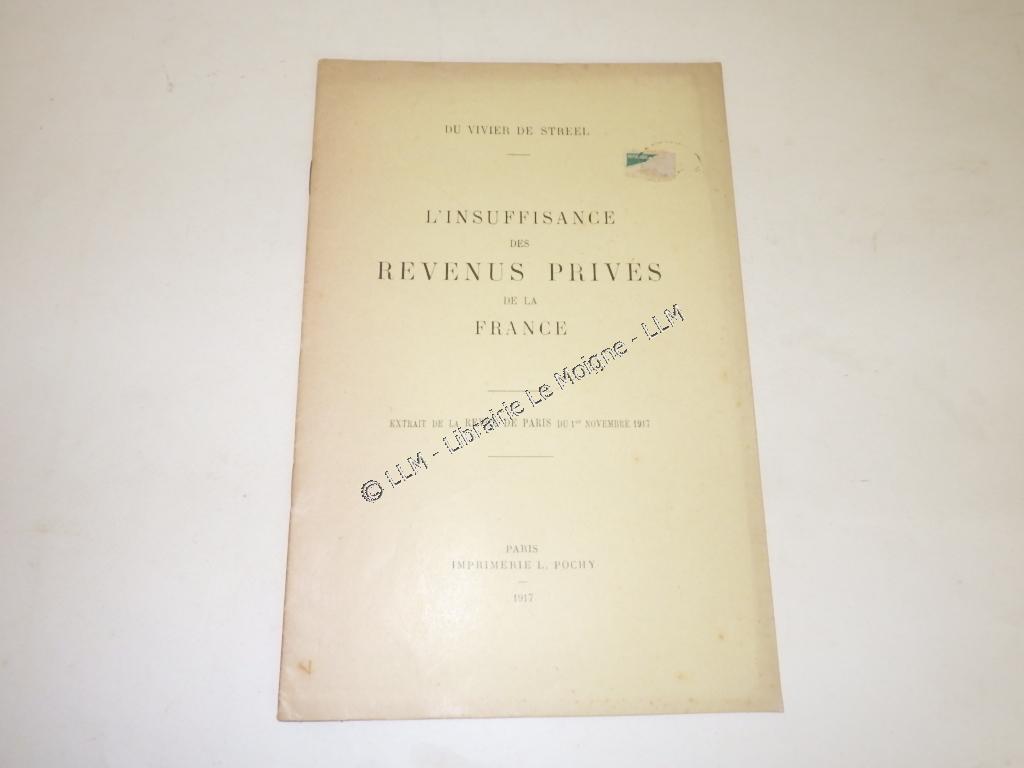 DU VIVIER DE STREEL
L'INSUFFISANCE
DES
REVENUS PRIVÉS
DE LA
FRANCE
EXTRAIT DE LA REVUE DE PARIS DU 1er NOVEMBRE 1917
© LLM - Librairie Le Moigne - LLM
PARIS
IMPRIMERIE L. POCHY
1917